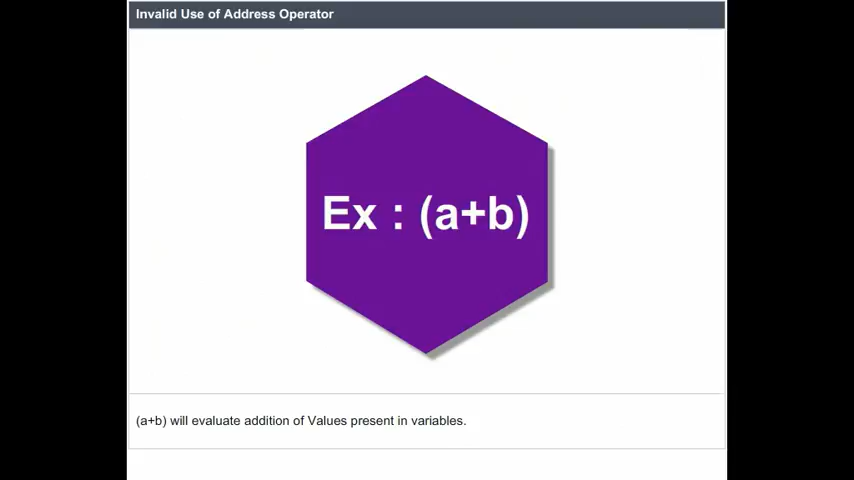 Invalid Use of Address Operator
Ex : (a+b)
(a+b) will evaluate addition of Values present in variables.